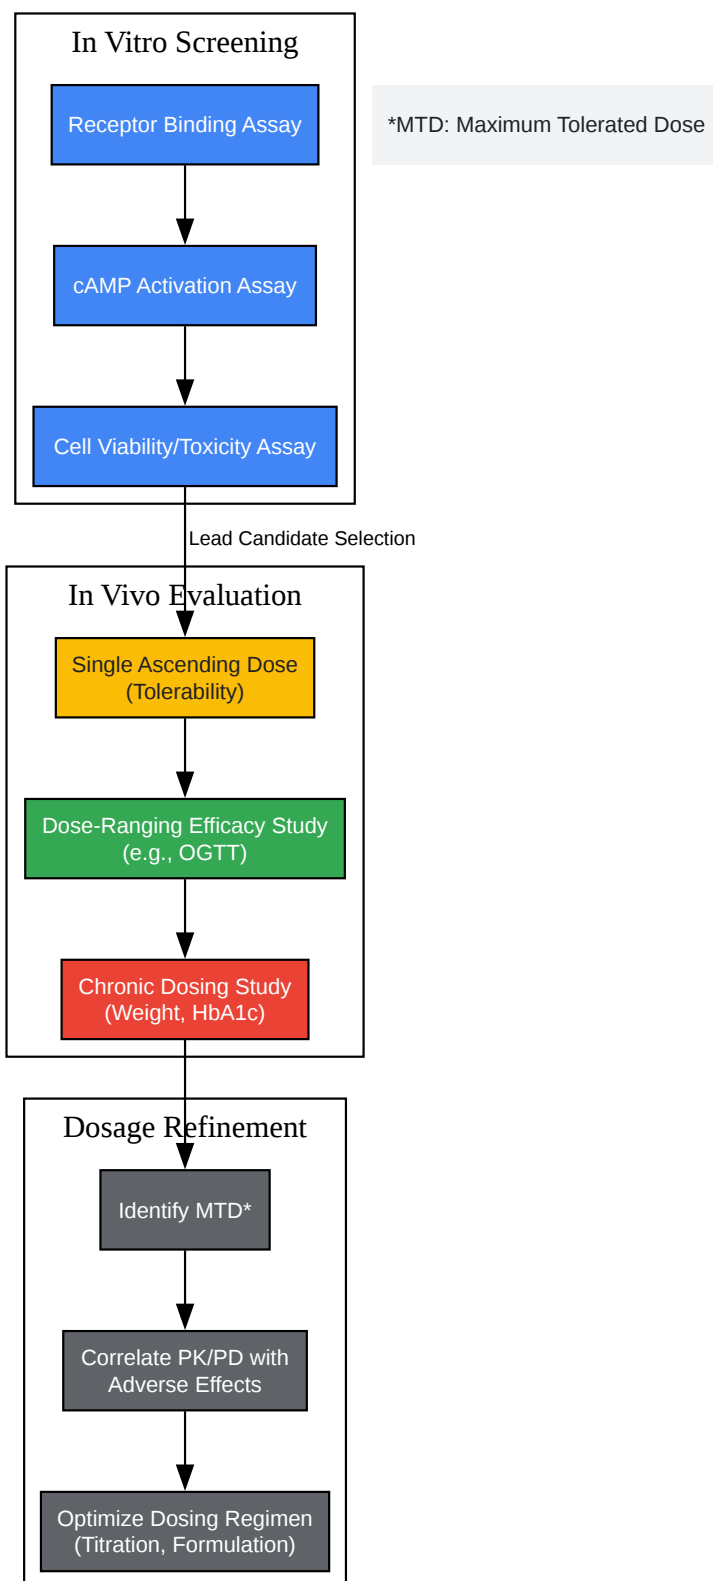 In Vitro Screening
Receptor Binding Assay
*MTD: Maximum Tolerated Dose
cAMP Activation Assay
Cell Viability/Toxicity Assay
Lead Candidate Selection
In Vivo Evaluation
Single Ascending Dose
(Tolerability)
Dose-Ranging Efficacy Study
(e.g., OGTT)
Chronic Dosing Study
(Weight, HbA1c)
Dosage Refinement
Identify MTD*
Correlate PK/PD with
Adverse Effects
Optimize Dosing Regimen
(Titration, Formulation)